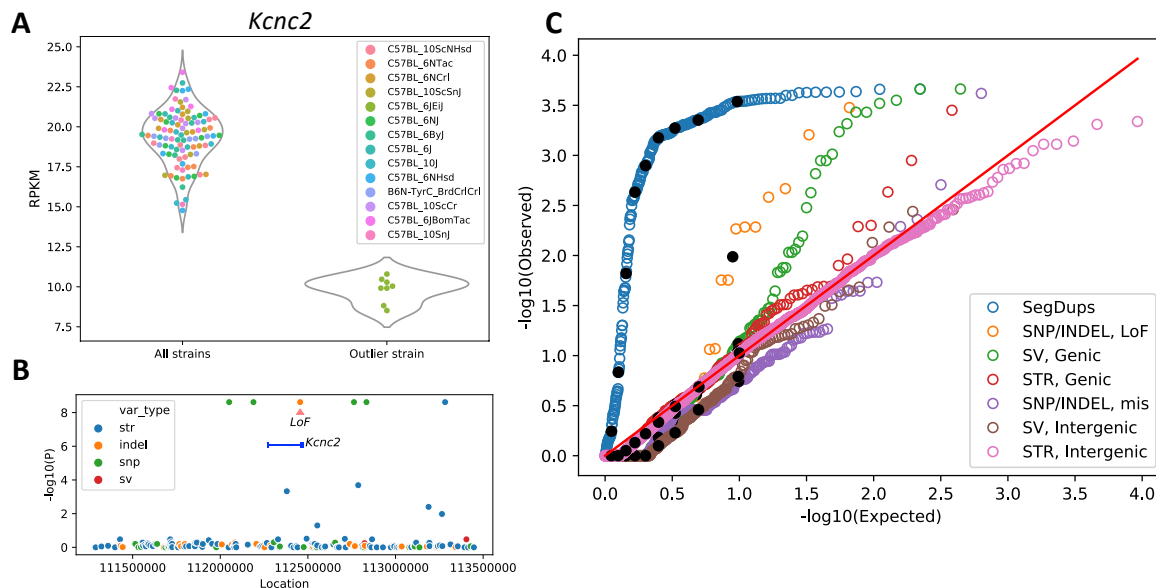 Kcnc2
A
RPKM
25.0
22.5
20.0
17.5
15.0
12.5
10.0
7.5
C57BL_10ScNHsd
C57BL_6NTac
C57BL_6NCrl
C57BL_10ScSnJ
C57BL_6JEiJ
C57BL_6NJ
C57BL_6ByJ
C57BL_6J
C57BL_10J
C57BL_6NHsd
B6N-TyrC_BrdCrlCrl
C57BL_10ScCr
C57BL_6JBomTac
C57BL_10SnJ
All strains
Outlier strain
B
-log10(P)
8
6
4
2
0
var_type
str
indel
snp
sv
LoF
Kcnc2
111500000
112000000
112500000
113000000
113500000
Location
C
-log10(Observed)
4.0
3.5
3.0
2.5
2.0
1.5
1.0
0.5
0.0
SegDups
SNP/INDEL, LoF
SV, Genic
STR, Genic
SNP/INDEL, mis
SV, Intergenic
STR, Intergenic
0.0
0.5
1.0
1.5
2.0
2.5
3.0
3.5
4.0
-log10(Expected)